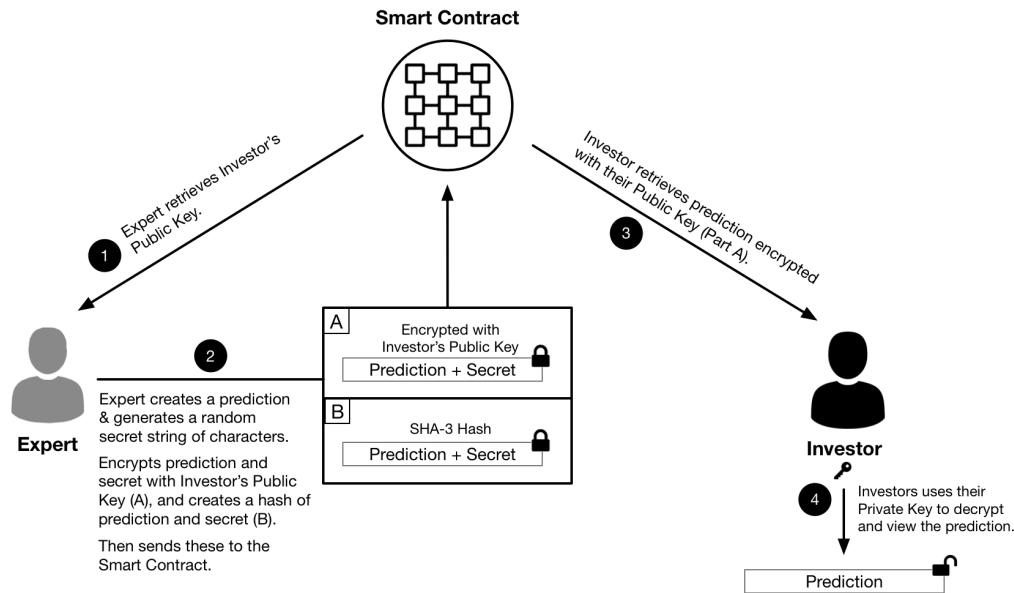 Smart Contract
Expert retrieves Investor's
Public Key.
1
Investor retrieves prediction encrypted
with their Public Key (Part A).
3
2
Expert
Expert creates a prediction
& generates a random
secret string of characters.
Encrypts prediction and
secret with Investor's Public
Key (A), and creates a hash of
prediction and secret (B).
Then sends these to the
Smart Contract.
A
Encrypted with
Investor's Public Key
Prediction + Secret
B
SHA-3 Hash
Prediction + Secret
Investor
4
Investors uses their
Private Key to decrypt
and view the prediction.
Prediction